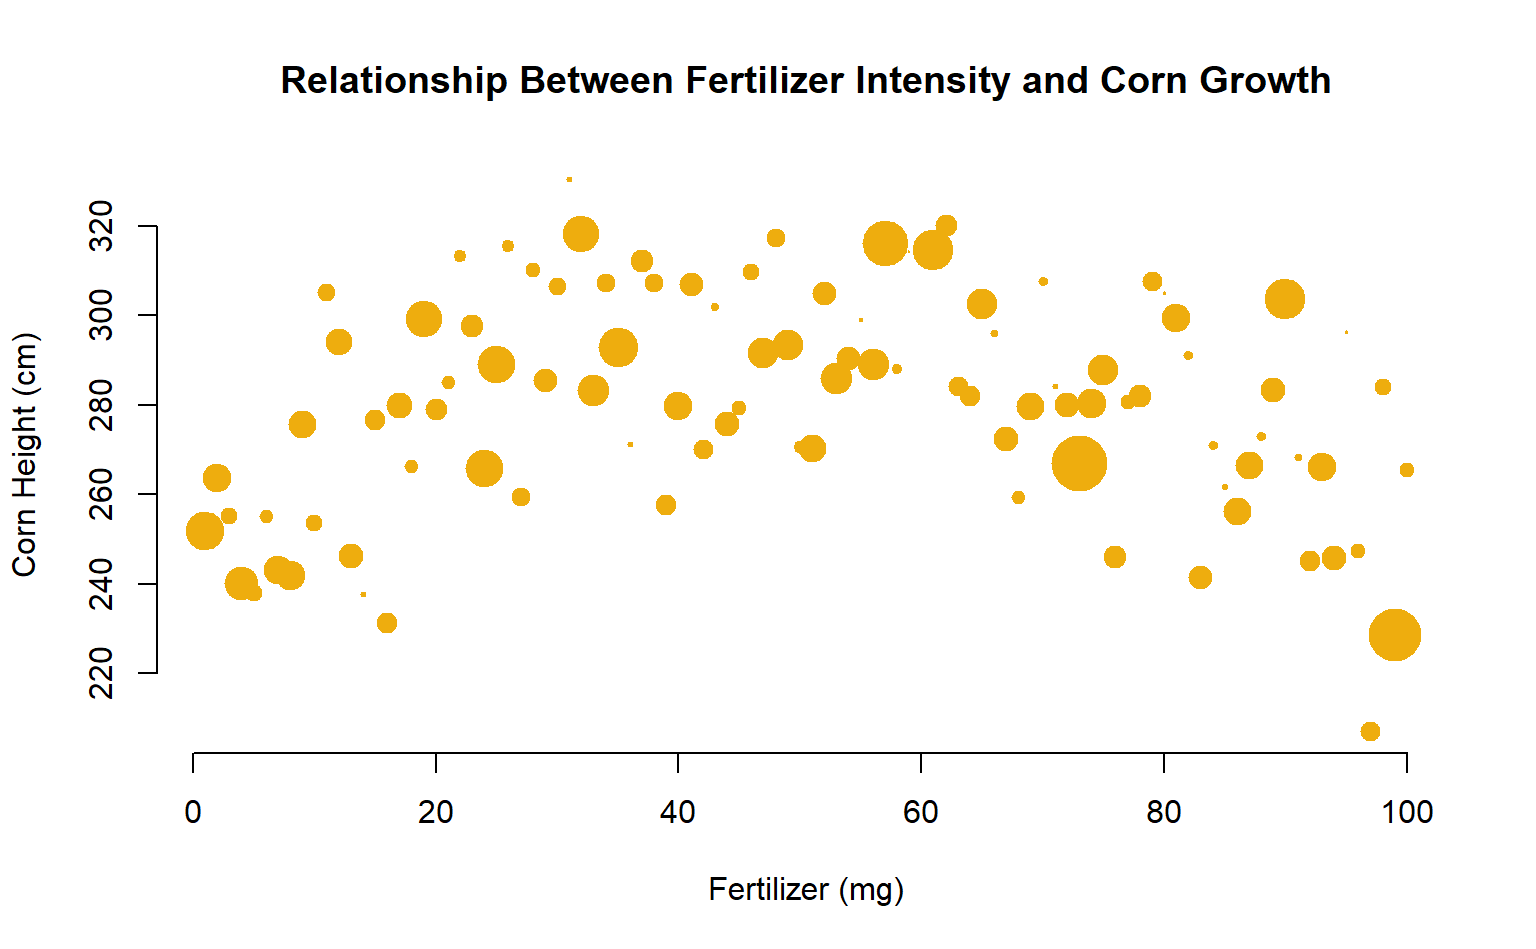 Relationship Between Fertilizer Intensity and Corn Growth
Corn Height (cm)
320
300
280
260
240
220
0 20 40 60 80 100
Fertilizer (mg)